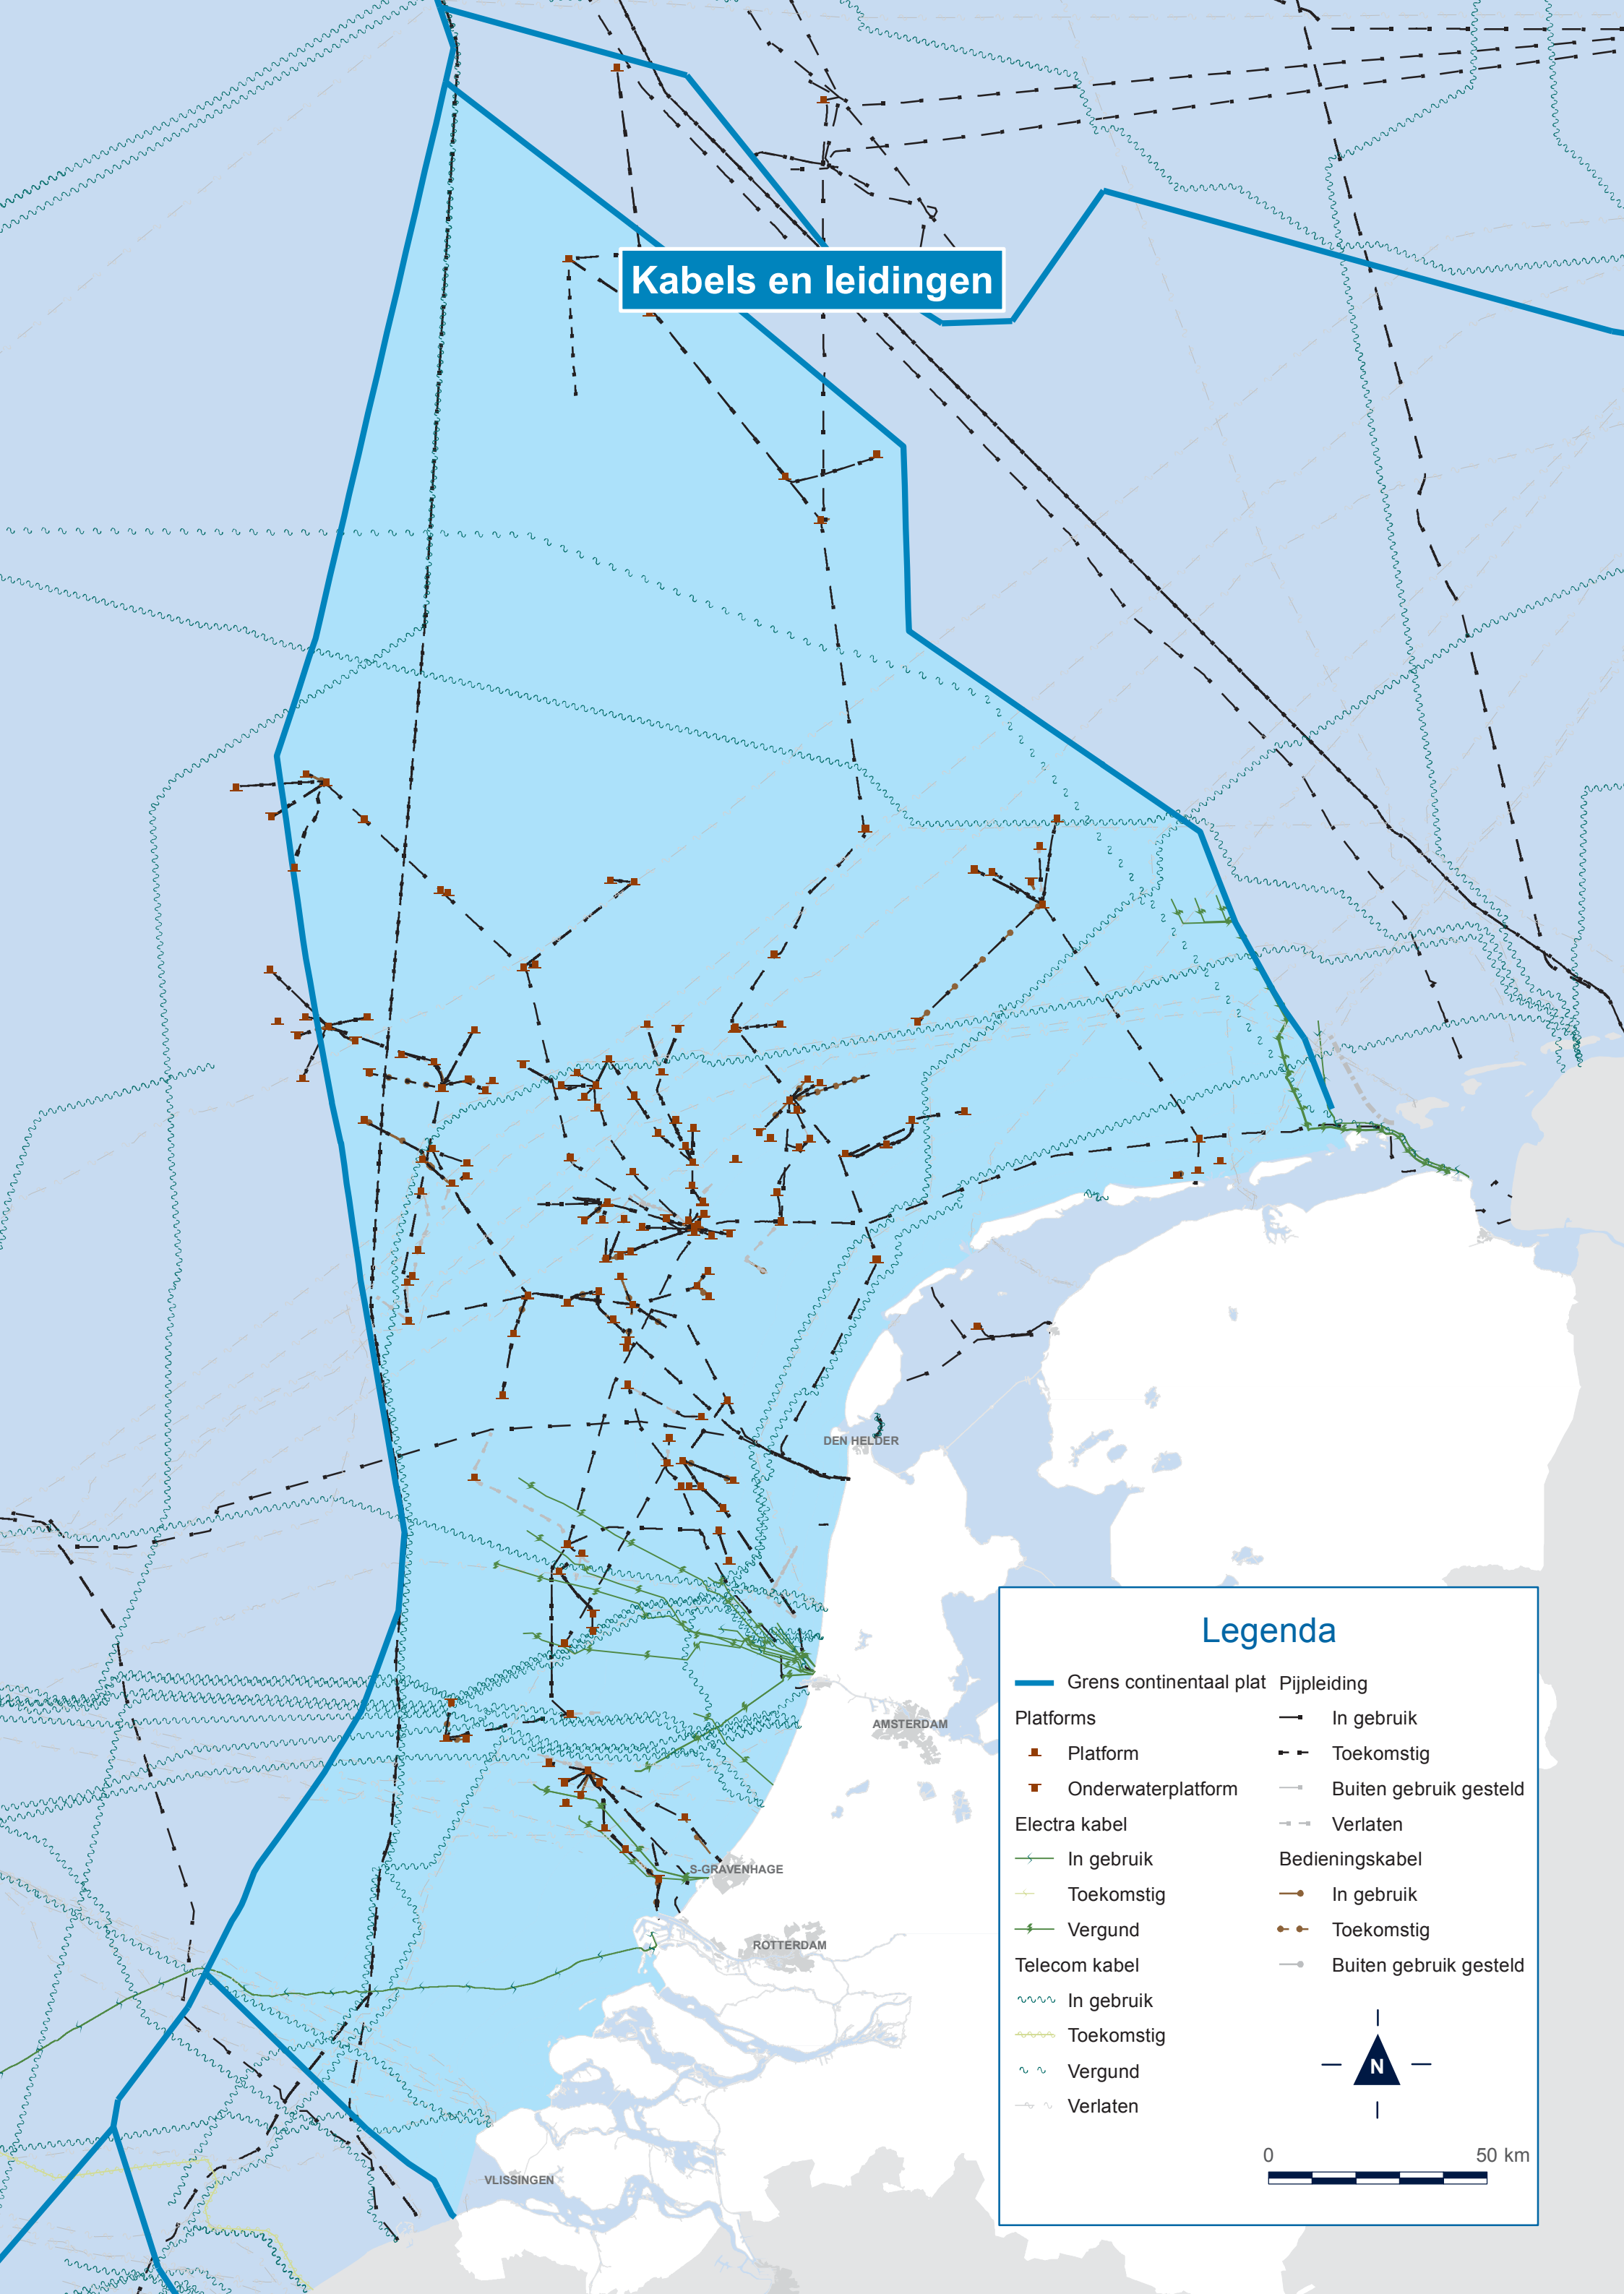 Kabels en leidingen
DEN HELDER
AMSTERDAM
S-GRAVENHAGE
ROTTERDAM
VLISSINGEN
Legenda
Grens continentaal plat
Platforms
Platform
Onderwaterplatform
Electra kabel
In gebruik
Toekomstig
Vergund
Telecom kabel
In gebruik
Toekomstig
Vergund
Verlaten
Pijpleiding
In gebruik
Toekomstig
Buiten gebruik gesteld
Verlaten
Bedieningskabel
In gebruik
Toekomstig
Buiten gebruik gesteld
N
0 50 km